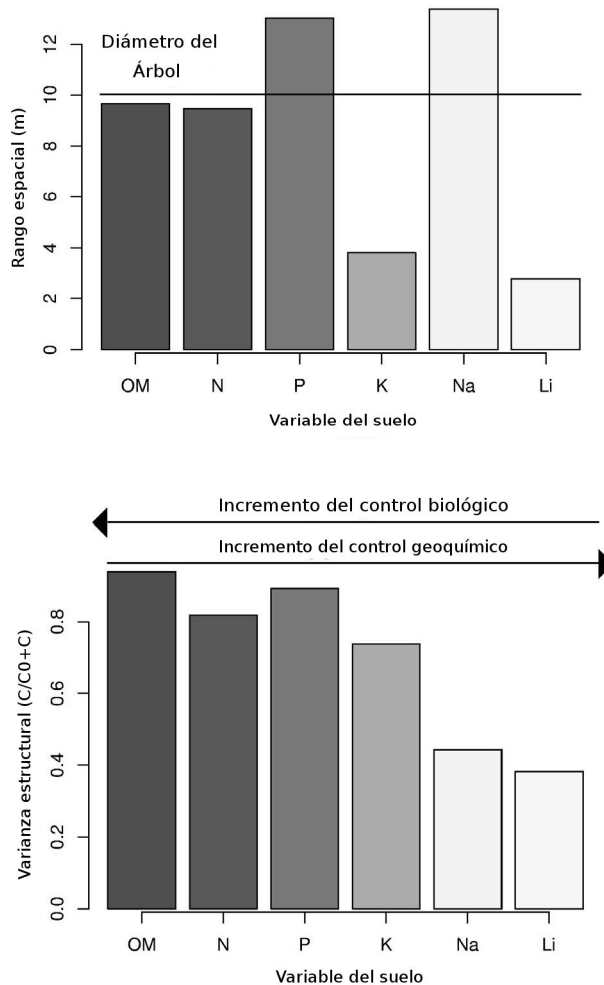 Diámetro del
Árbol
Rango espacial (m)
12
10
8
6
4
2
0
OM N P K Na Li
Variable del suelo
Incremento del control biológico
Incremento del control geoquímico
Varianza estructural (C/C0+C)
0.8
0.6
0.4
0.2
0.0
OM N P K Na Li
Variable del suelo